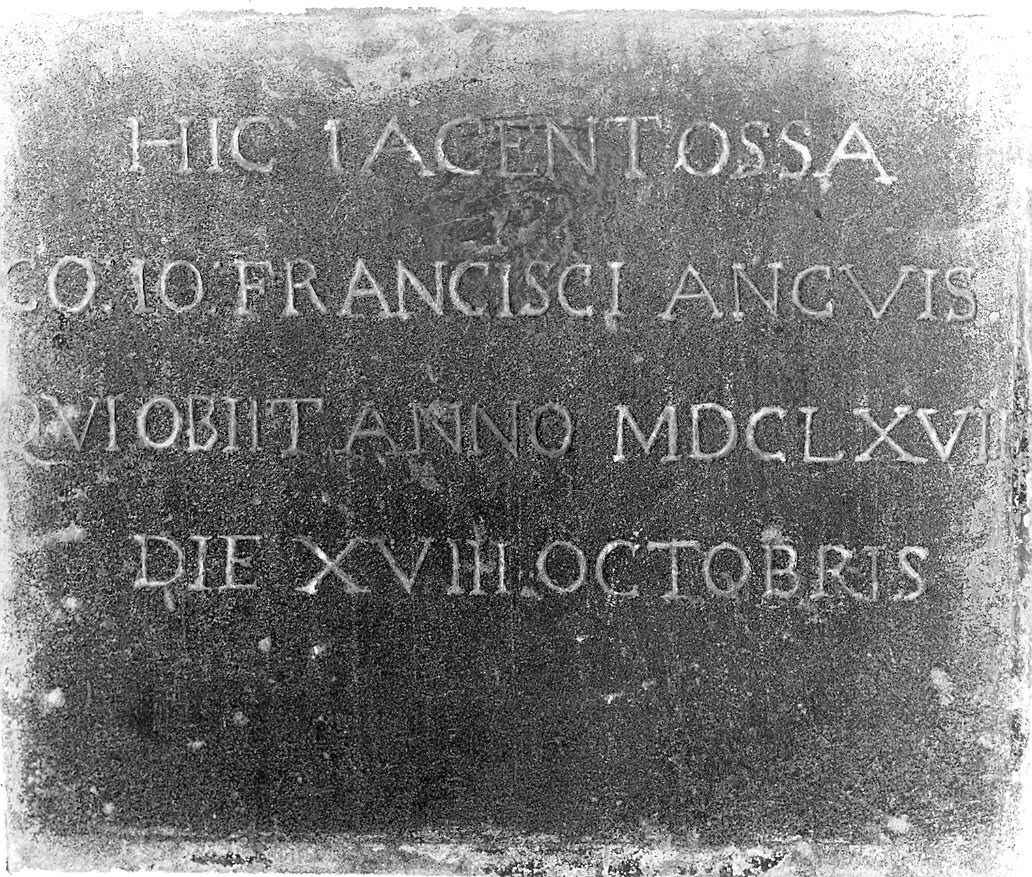 HIC IACENT OSSA
CO: IO: FRANCISCI ANGVIS
QVI OBIIT ANNO MDCLXVII
DIE XVIII OCTOBRIS